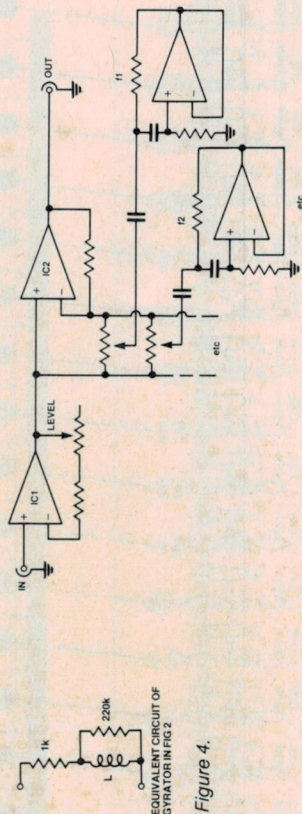 OUT
f1
IC2
f2
etc
etc
LEVEL
IC1
IN
+
−
+
−
+
−
+
−
1k
220k
L
EQUIVALENT CIRCUIT OF
GYRATOR IN FIG 2
Figure 4.